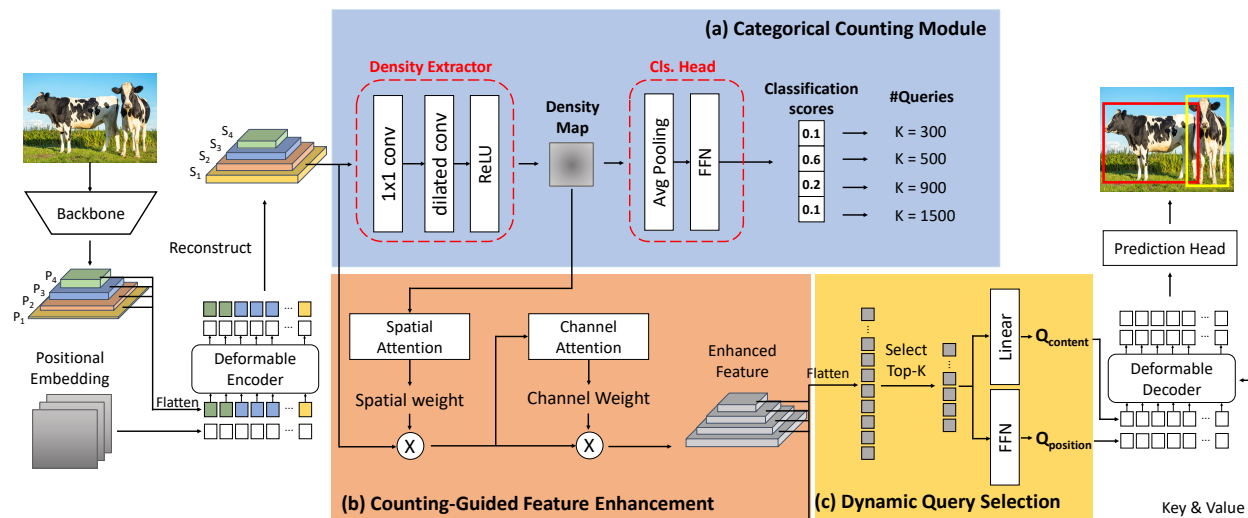 (a) Categorical Counting Module
Density Extractor
1x1 conv
dilated conv
ReLU
Density
Map
Cls. Head
Avg Pooling
FFN
Classification
scores
0.1
0.6
0.2
0.1
#Queries
K = 300
K = 500
K = 900
K = 1500
Backbone
P4
P3
P2
P1
Positional
Embedding
Flatten
Deformable
Encoder
...
...
...
...
Reconstruct
S4
S3
S2
S1
Spatial
Attention
Spatial weight
X
Channel
Attention
Channel Weight
X
Enhanced
Feature
(b) Counting-Guided Feature Enhancement
Flatten
...
Select
Top-K
...
Linear
FFN
Qcontent
Qposition
(c) Dynamic Query Selection
Prediction Head
...
...
Deformable
Decoder
...
...
Key & Value